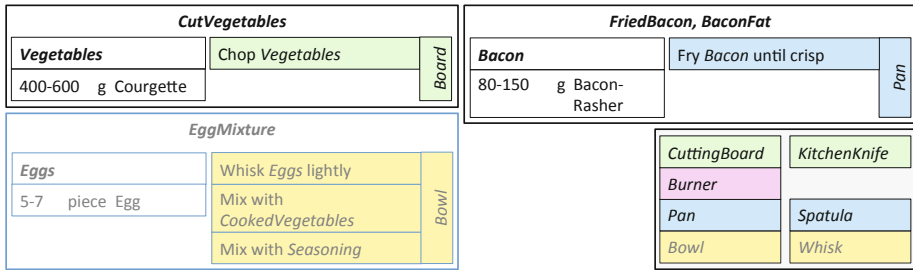 CutVegetables
Vegetables
400-600 g Courgette
Chop Vegetables
Board
FriedBacon, BaconFat
Bacon
80-150 g Bacon-
Rasher
Fry Bacon until crisp
Pan
EggMixture
Eggs
5-7 piece Egg
Whisk Eggs lightly
Mix with
CookedVegetables
Mix with Seasoning
Bowl
CuttingBoard KitchenKnife
Burner
Pan Spatula
Bowl Whisk